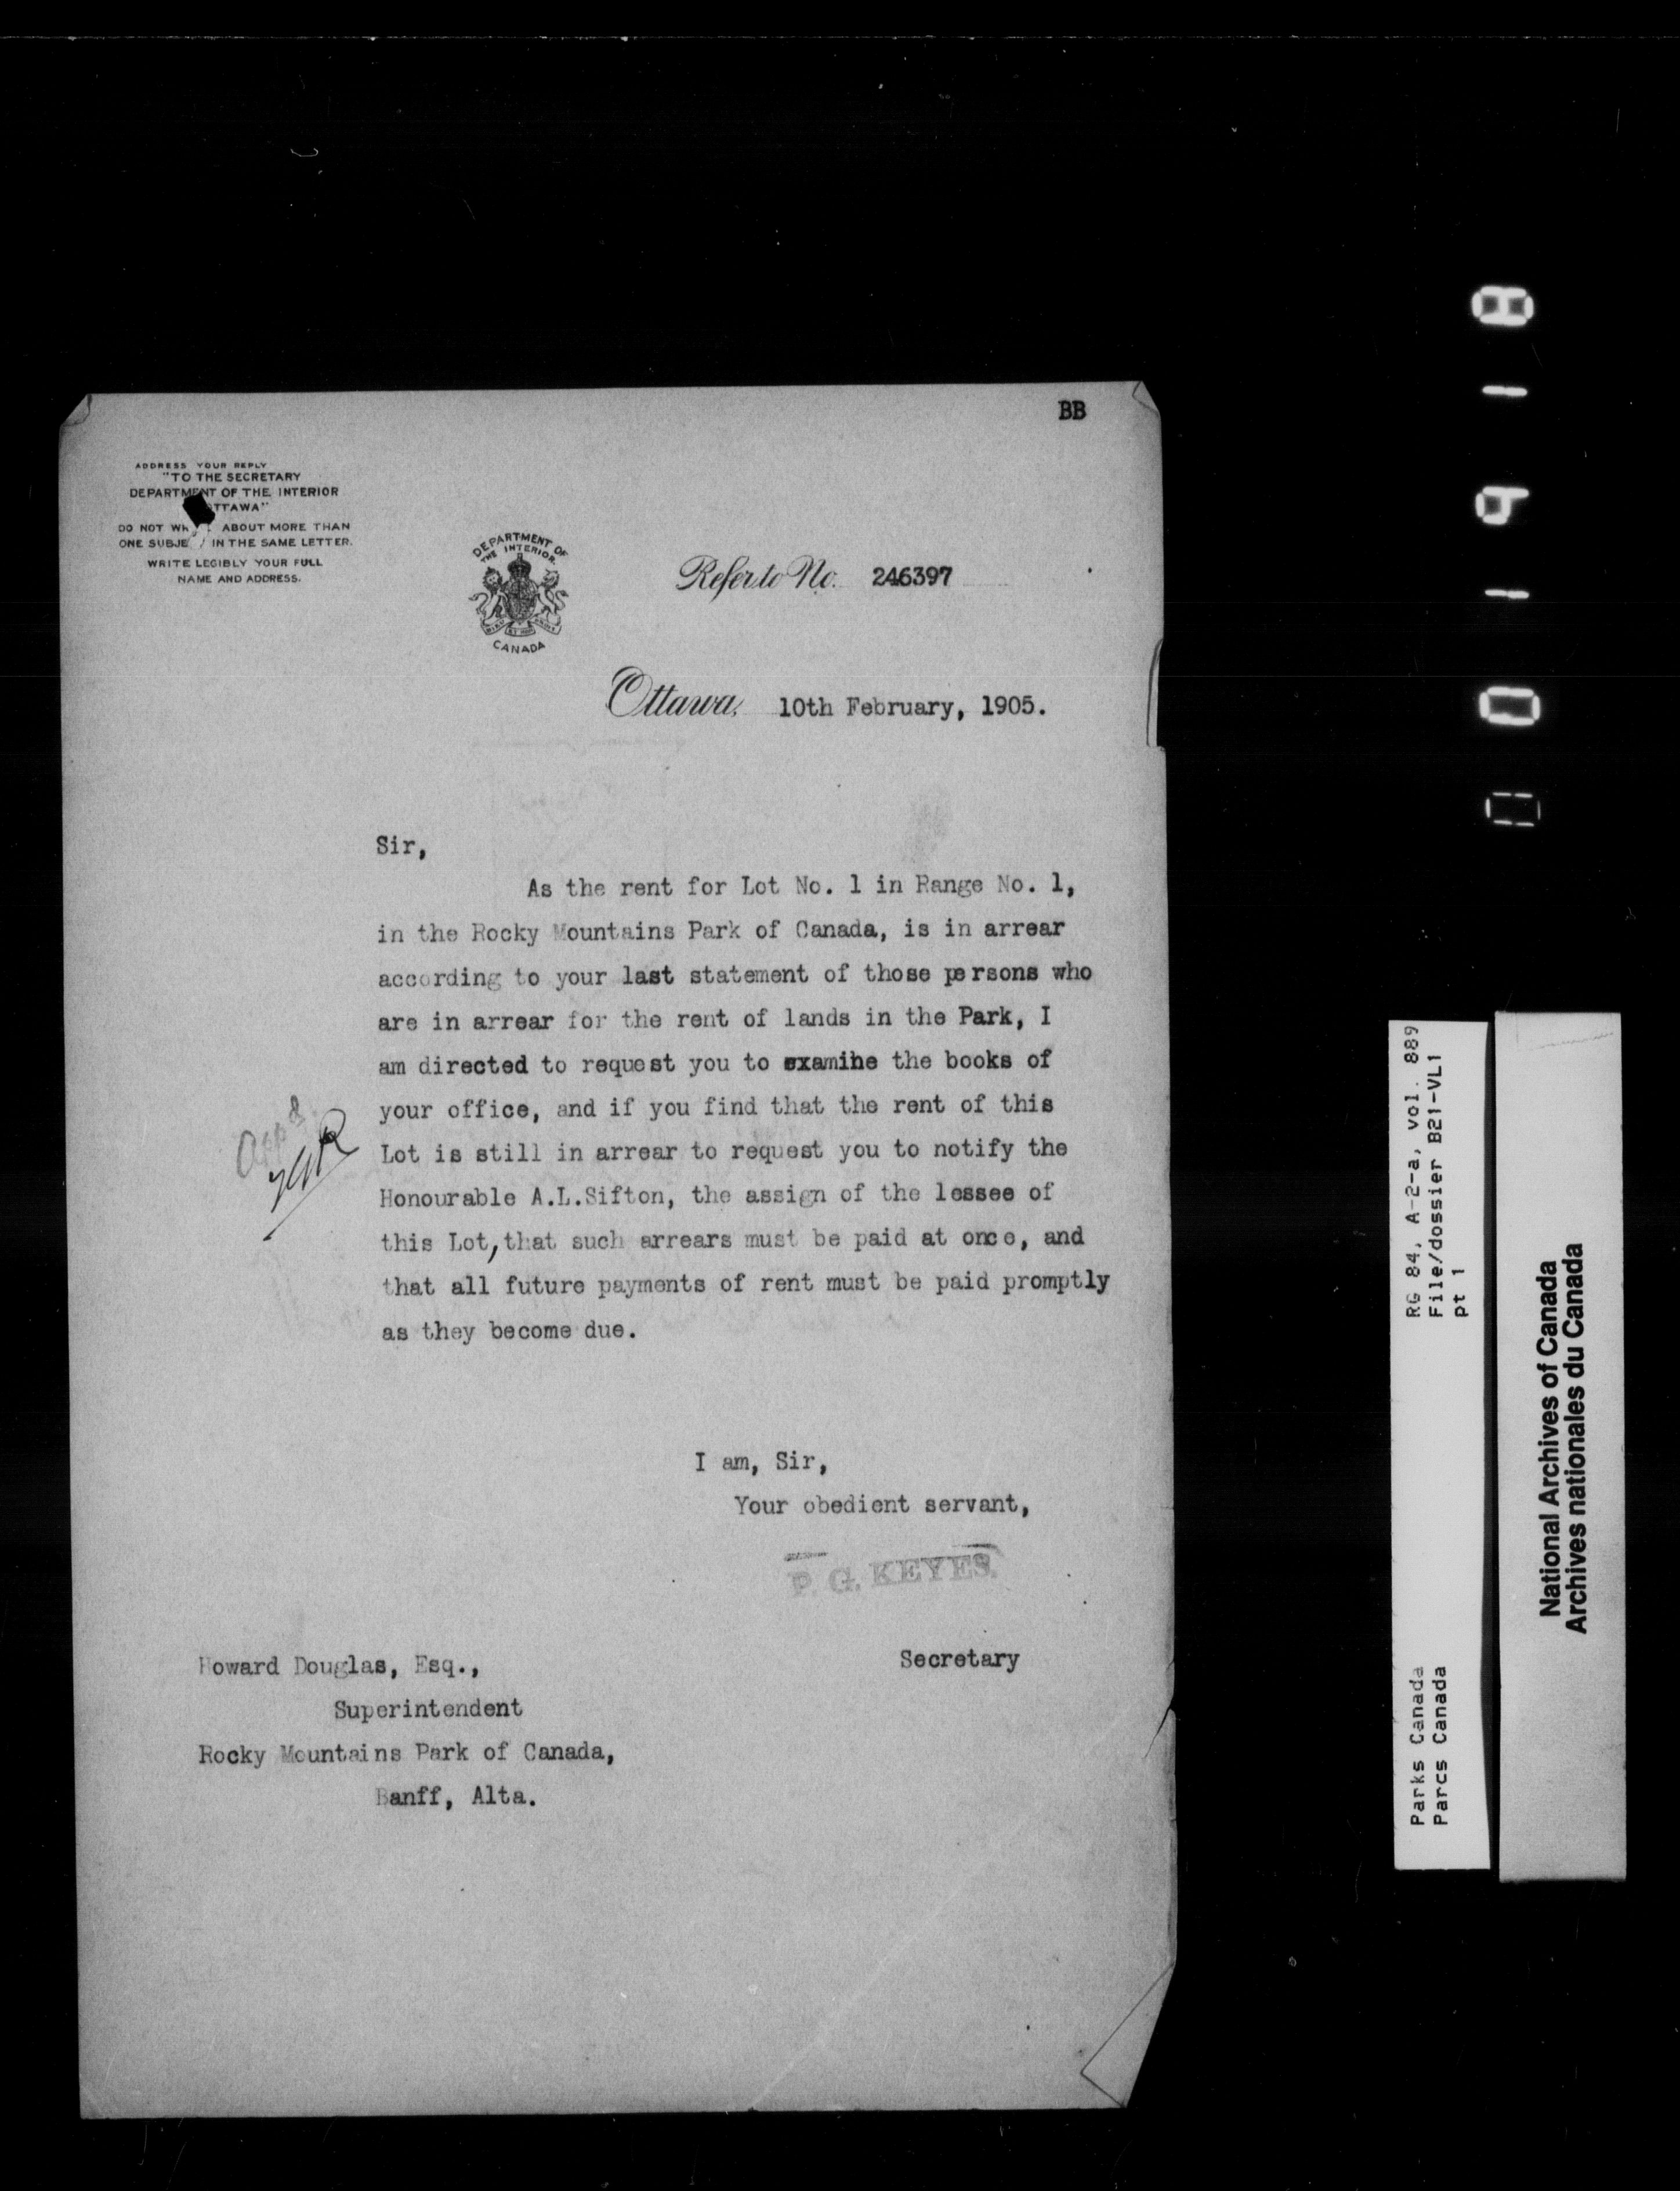 BB
ADDRESS YOUR REPLY
"TO THE SECRETARY
DEPARTMENT OF THE INTERIOR
OTTAWA"
DO NOT WR ABOUT MORE THAN
ONE SUBJE IN THE SAME LETTER.
WRITE LEGIBLY YOUR FULL
NAME AND ADDRESS.
DEPARTMENT OF
THE INTERIOR.
CANADA
Refer to No. 246397
Ottawa, 10th February, 1905.
Sir,
As the rent for Lot No. 1 in Range No. 1,
in the Rocky Mountains Park of Canada, is in arrear
according to your last statement of those persons who
are in arrear for the rent of lands in the Park, I
am directed to request you to examine the books of
your office, and if you find that the rent of this
Lot is still in arrear to request you to notify the
Honourable A.L.Sifton, the assign of the lessee of
this Lot, that such arrears must be paid at once, and
that all future payments of rent must be paid promptly
as they become due.
I am, Sir,
Your obedient servant,
P. G. KEYES.
Secretary
Howard Douglas, Esq.,
Superintendent
Rocky Mountains Park of Canada,
Banff, Alta.
RG 84, A-2-a, vol. 889
File/dossier B21-VL1
pt 1
Parks Canada
Parcs Canada
National Archives of Canada
Archives nationales du Canada